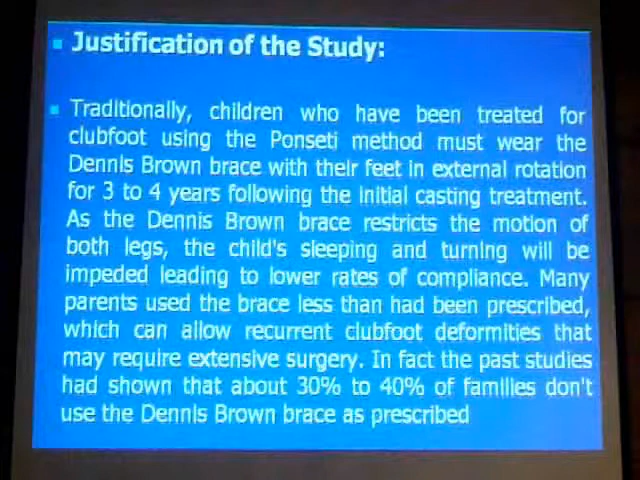 Justification of the Study:
Traditionally, children who have been treated for
clubfoot using the Ponseti method must wear the
Dennis Brown brace with their feet in external rotation
for 3 to 4 years following the initial casting treatment.
As the Dennis Brown brace restricts the motion of
both legs, the child's sleeping and turning will be
impeded leading to lower rates of compliance. Many
parents used the brace less than had been prescribed,
which can allow recurrent clubfoot deformities that
may require extensive surgery. In fact the past studies
had shown that about 30% to 40% of families don't
use the Dennis Brown brace as prescribed